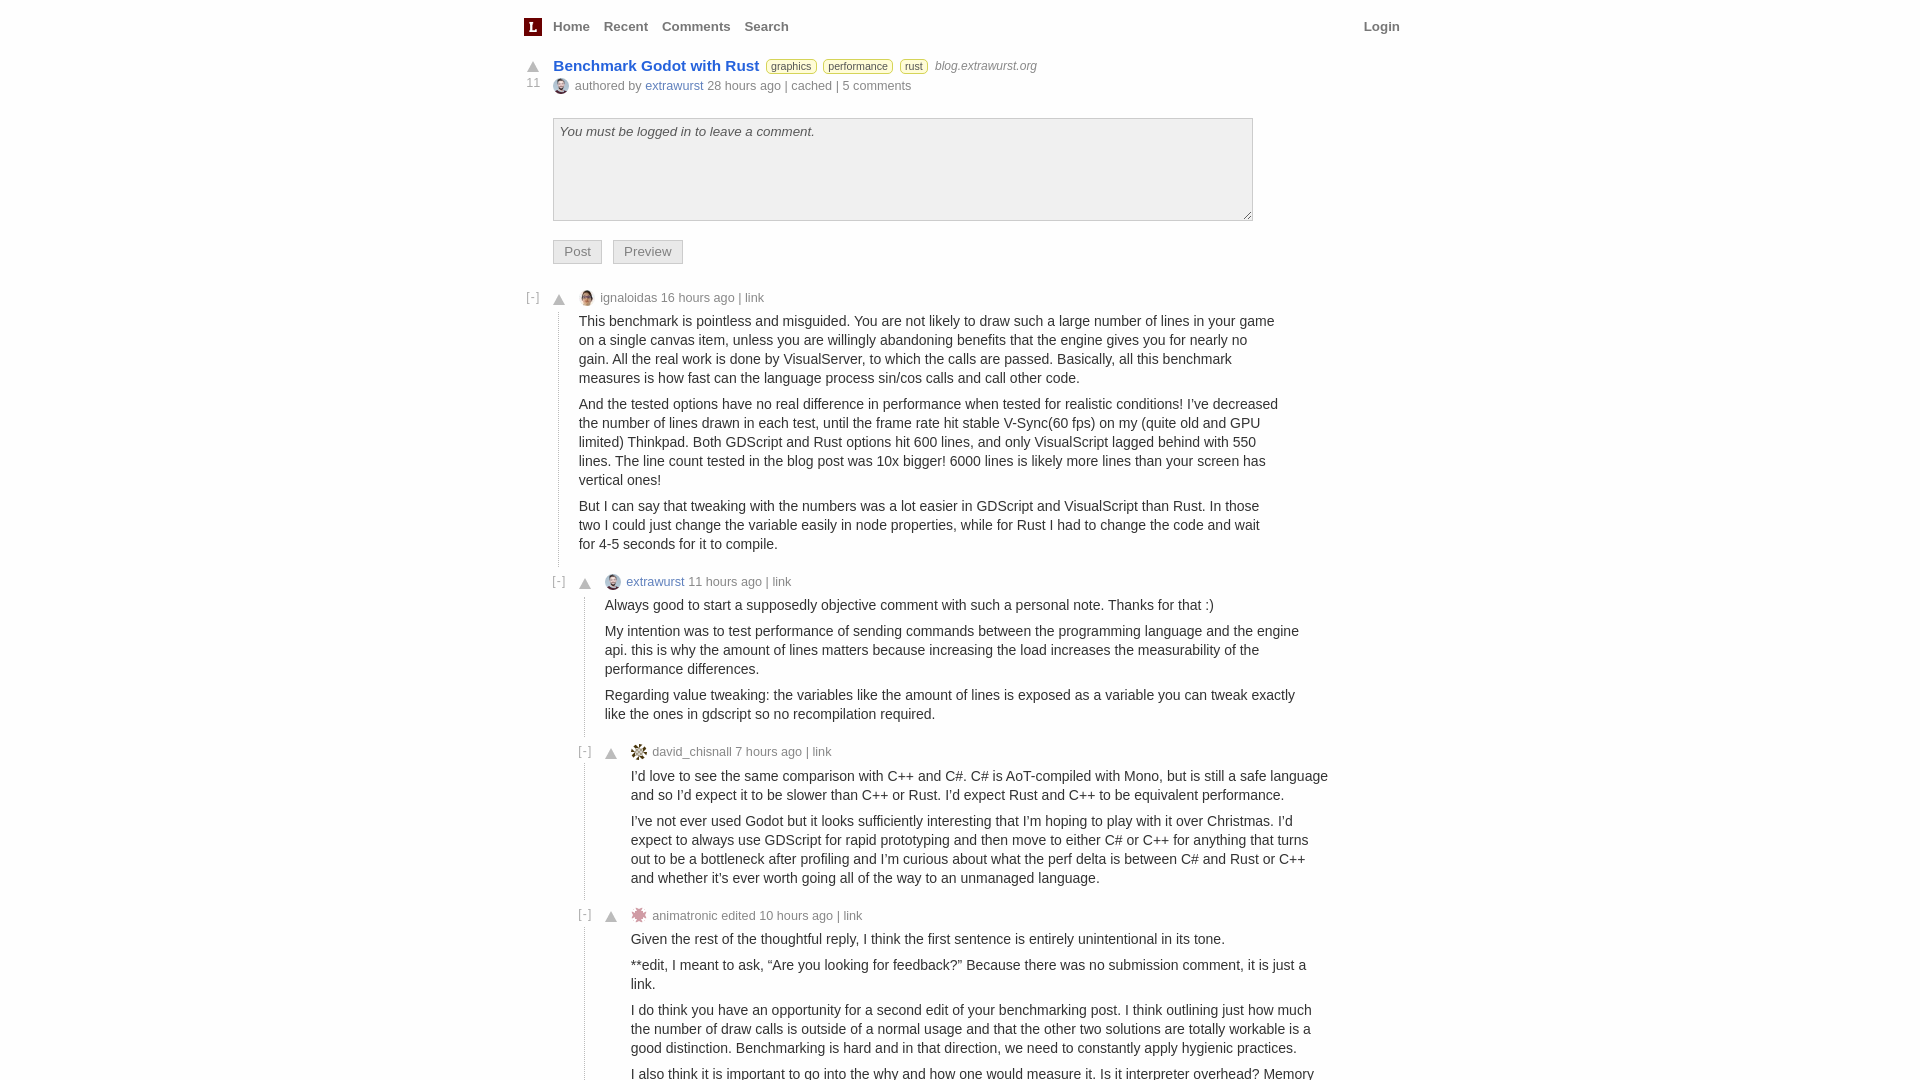 L Home Recent Comments Search Login
Benchmark Godot with Rust graphics performance rust blog.extrawurst.org
11 authored by extrawurst 28 hours ago | cached | 5 comments
You must be logged in to leave a comment.
Post Preview
[-] ignaloidas 16 hours ago | link
This benchmark is pointless and misguided. You are not likely to draw such a large number of lines in your game
on a single canvas item, unless you are willingly abandoning benefits that the engine gives you for nearly no
gain. All the real work is done by VisualServer, to which the calls are passed. Basically, all this benchmark
measures is how fast can the language process sin/cos calls and call other code.
And the tested options have no real difference in performance when tested for realistic conditions! I’ve decreased
the number of lines drawn in each test, until the frame rate hit stable V-Sync(60 fps) on my (quite old and GPU
limited) Thinkpad. Both GDScript and Rust options hit 600 lines, and only VisualScript lagged behind with 550
lines. The line count tested in the blog post was 10x bigger! 6000 lines is likely more lines than your screen has
vertical ones!
But I can say that tweaking with the numbers was a lot easier in GDScript and VisualScript than Rust. In those
two I could just change the variable easily in node properties, while for Rust I had to change the code and wait
for 4-5 seconds for it to compile.
[-] extrawurst 11 hours ago | link
Always good to start a supposedly objective comment with such a personal note. Thanks for that :)
My intention was to test performance of sending commands between the programming language and the engine
api. this is why the amount of lines matters because increasing the load increases the measurability of the
performance differences.
Regarding value tweaking: the variables like the amount of lines is exposed as a variable you can tweak exactly
like the ones in gdscript so no recompilation required.
[-] david_chisnall 7 hours ago | link
I’d love to see the same comparison with C++ and C#. C# is AoT-compiled with Mono, but is still a safe language
and so I’d expect it to be slower than C++ or Rust. I’d expect Rust and C++ to be equivalent performance.
I’ve not ever used Godot but it looks sufficiently interesting that I’m hoping to play with it over Christmas. I’d
expect to always use GDScript for rapid prototyping and then move to either C# or C++ for anything that turns
out to be a bottleneck after profiling and I’m curious about what the perf delta is between C# and Rust or C++
and whether it’s ever worth going all of the way to an unmanaged language.
[-] animatronic edited 10 hours ago | link
Given the rest of the thoughtful reply, I think the first sentence is entirely unintentional in its tone.
**edit, I meant to ask, “Are you looking for feedback?” Because there was no submission comment, it is just a
link.
I do think you have an opportunity for a second edit of your benchmarking post. I think outlining just how much
the number of draw calls is outside of a normal usage and that the other two solutions are totally workable is a
good distinction. Benchmarking is hard and in that direction, we need to constantly apply hygienic practices.
I also think it is important to go into the why and how one would measure it. Is it interpreter overhead? Memory